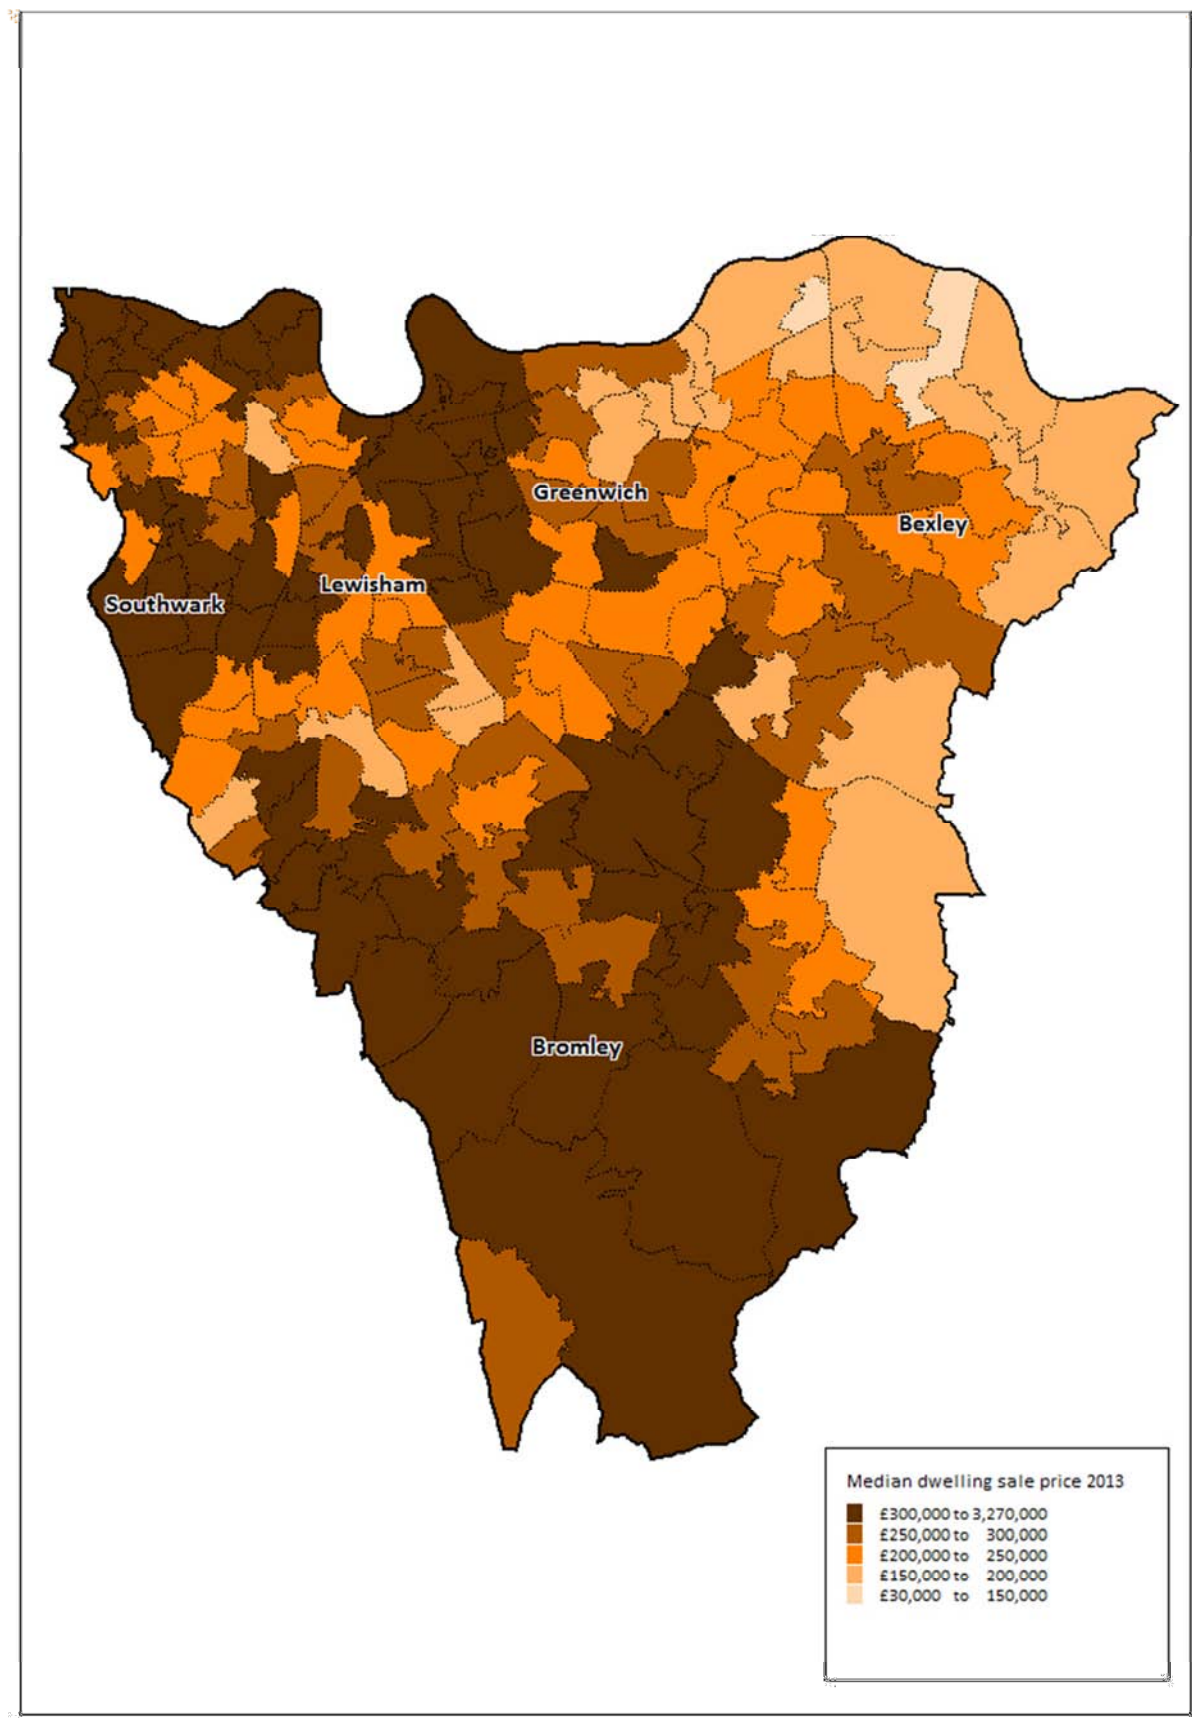 Greenwich
Bexley
Lewisham
Southwark
Bromley
Median dwelling sale price 2013
£300,000 to 3,270,000
£250,000 to 300,000
£200,000 to 250,000
£150,000 to 200,000
£30,000 to 150,000